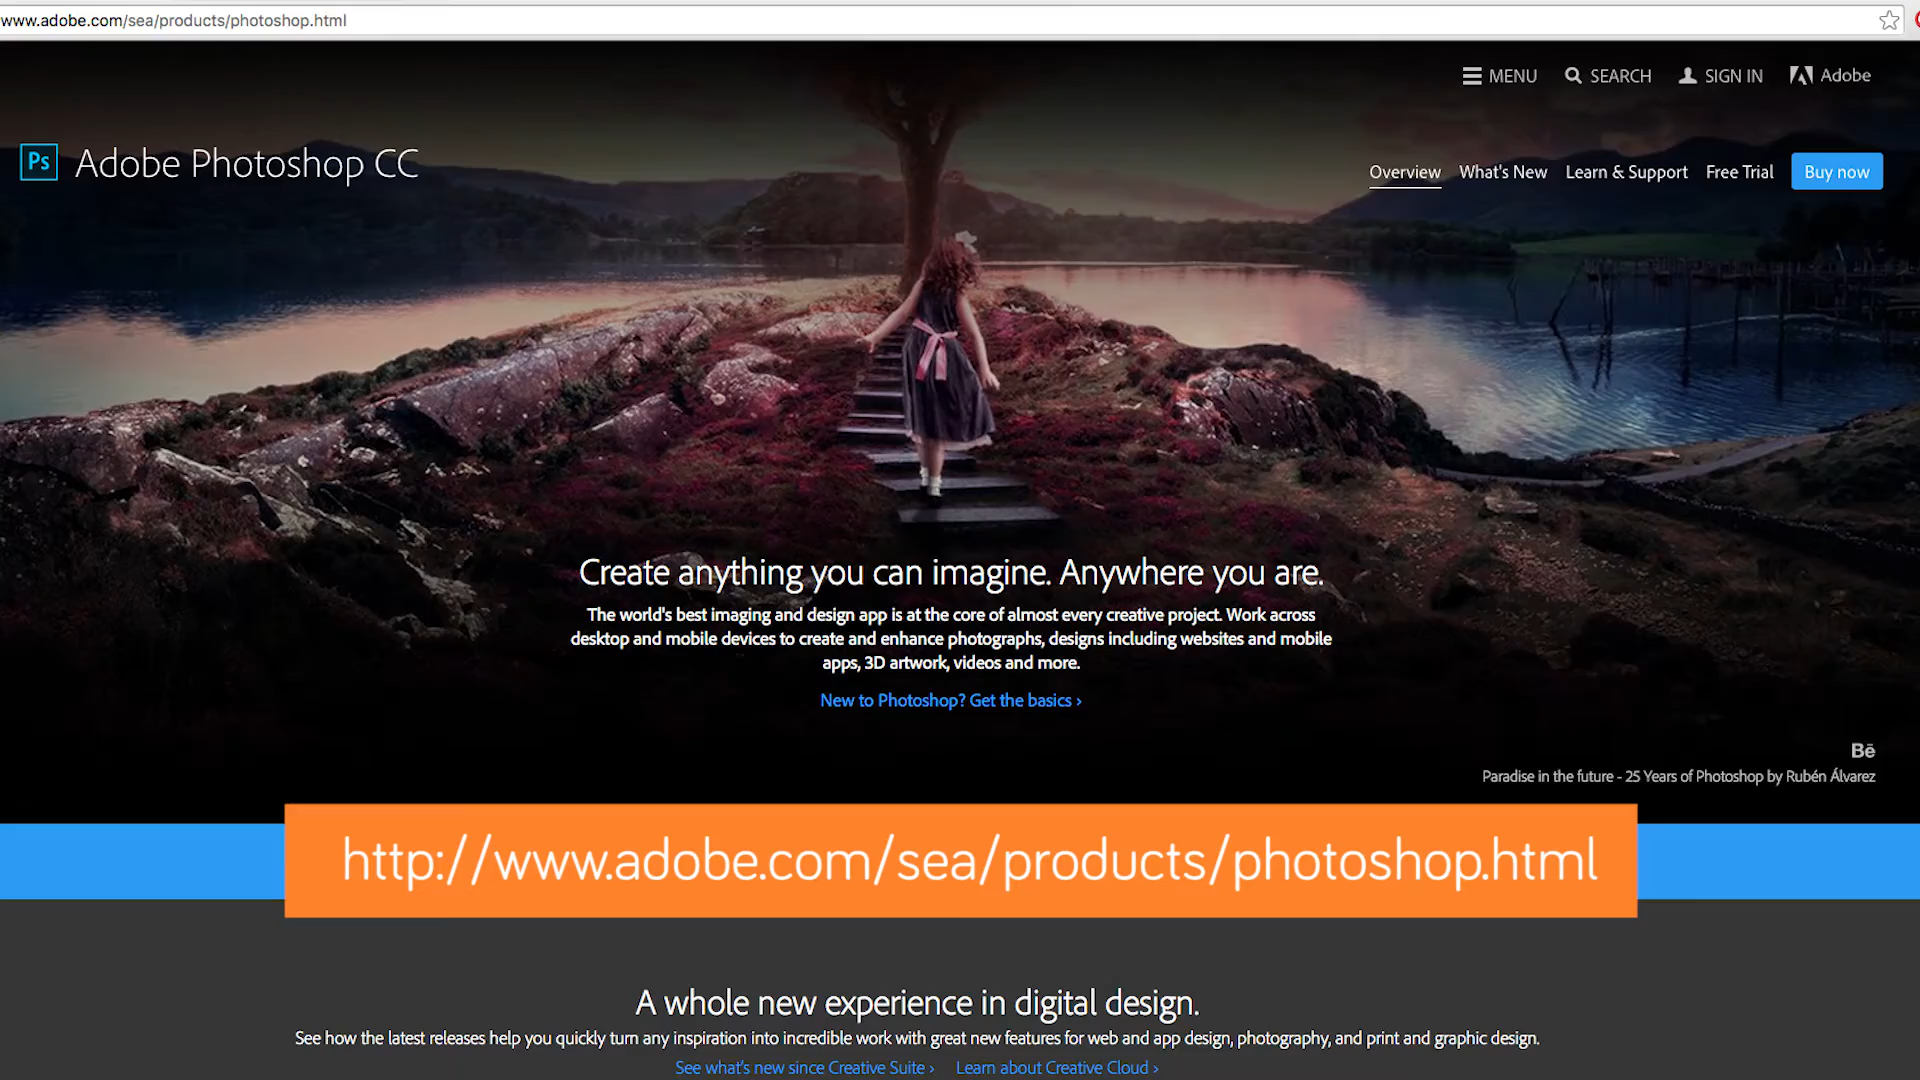 www.adobe.com/sea/products/photoshop.html
MENU SEARCH SIGN IN Adobe
Ps Adobe Photoshop CC
Overview What's New Learn & Support Free Trial Buy now
Create anything you can imagine. Anywhere you are.
The world's best imaging and design app is at the core of almost every creative project. Work across
desktop and mobile devices to create and enhance photographs, designs including websites and mobile
apps, 3D artwork, videos and more.
New to Photoshop? Get the basics ›
Bē
Paradise in the future - 25 Years of Photoshop by Rubén Álvarez
http://www.adobe.com/sea/products/photoshop.html
A whole new experience in digital design.
See how the latest releases help you quickly turn any inspiration into incredible work with great new features for web and app design, photography, and print and graphic design.
See what's new since Creative Suite › Learn about Creative Cloud ›